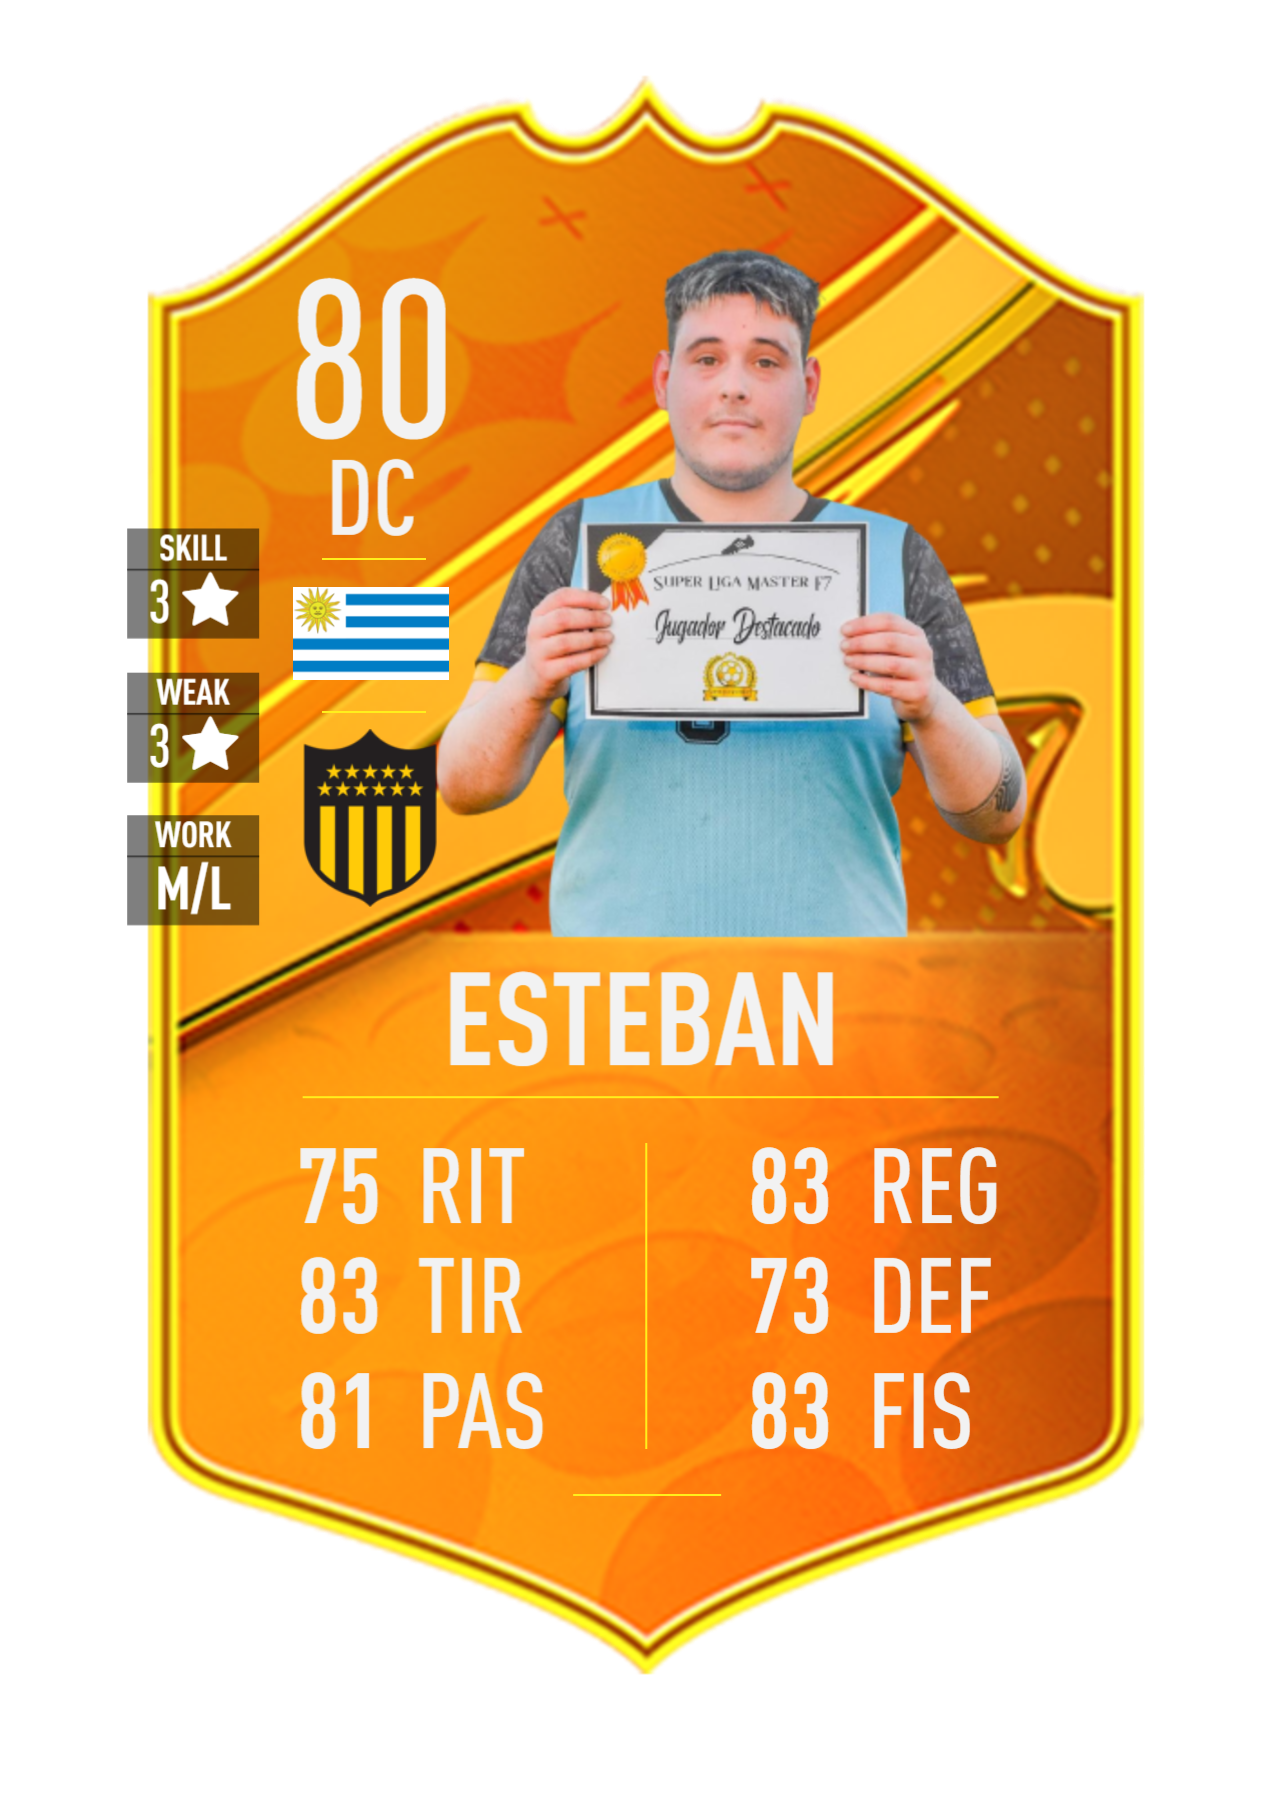 80
DC
SKILL
3
WEAK
3
WORK
M/L
SUPER LIGA MASTER F7
Jugador Destacado
ESTEBAN
75 RIT
83 TIR
81 PAS
83 REG
73 DEF
83 FIS